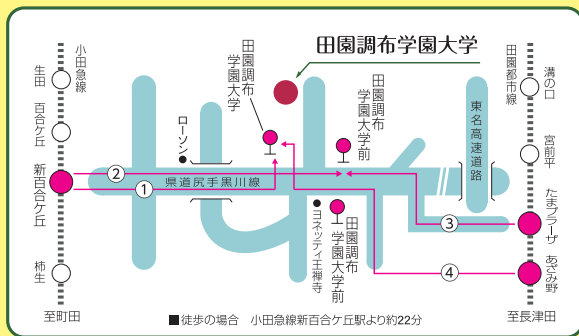 田園調布学園大学
小田急線
生田
百合ケ丘
新百合ケ丘
柿生
至町田
ローソン
田園調布
学園大学
田園調布
学園大学前
県道尻手黒川線
②
①
ヨネッティ王禅寺
田園調布
学園大学前
東名高速道路
③
④
田園都市線
溝の口
宮前平
たまプラーザ
あざみ野
至長津田
■徒歩の場合 小田急線新百合ケ丘駅より約22分